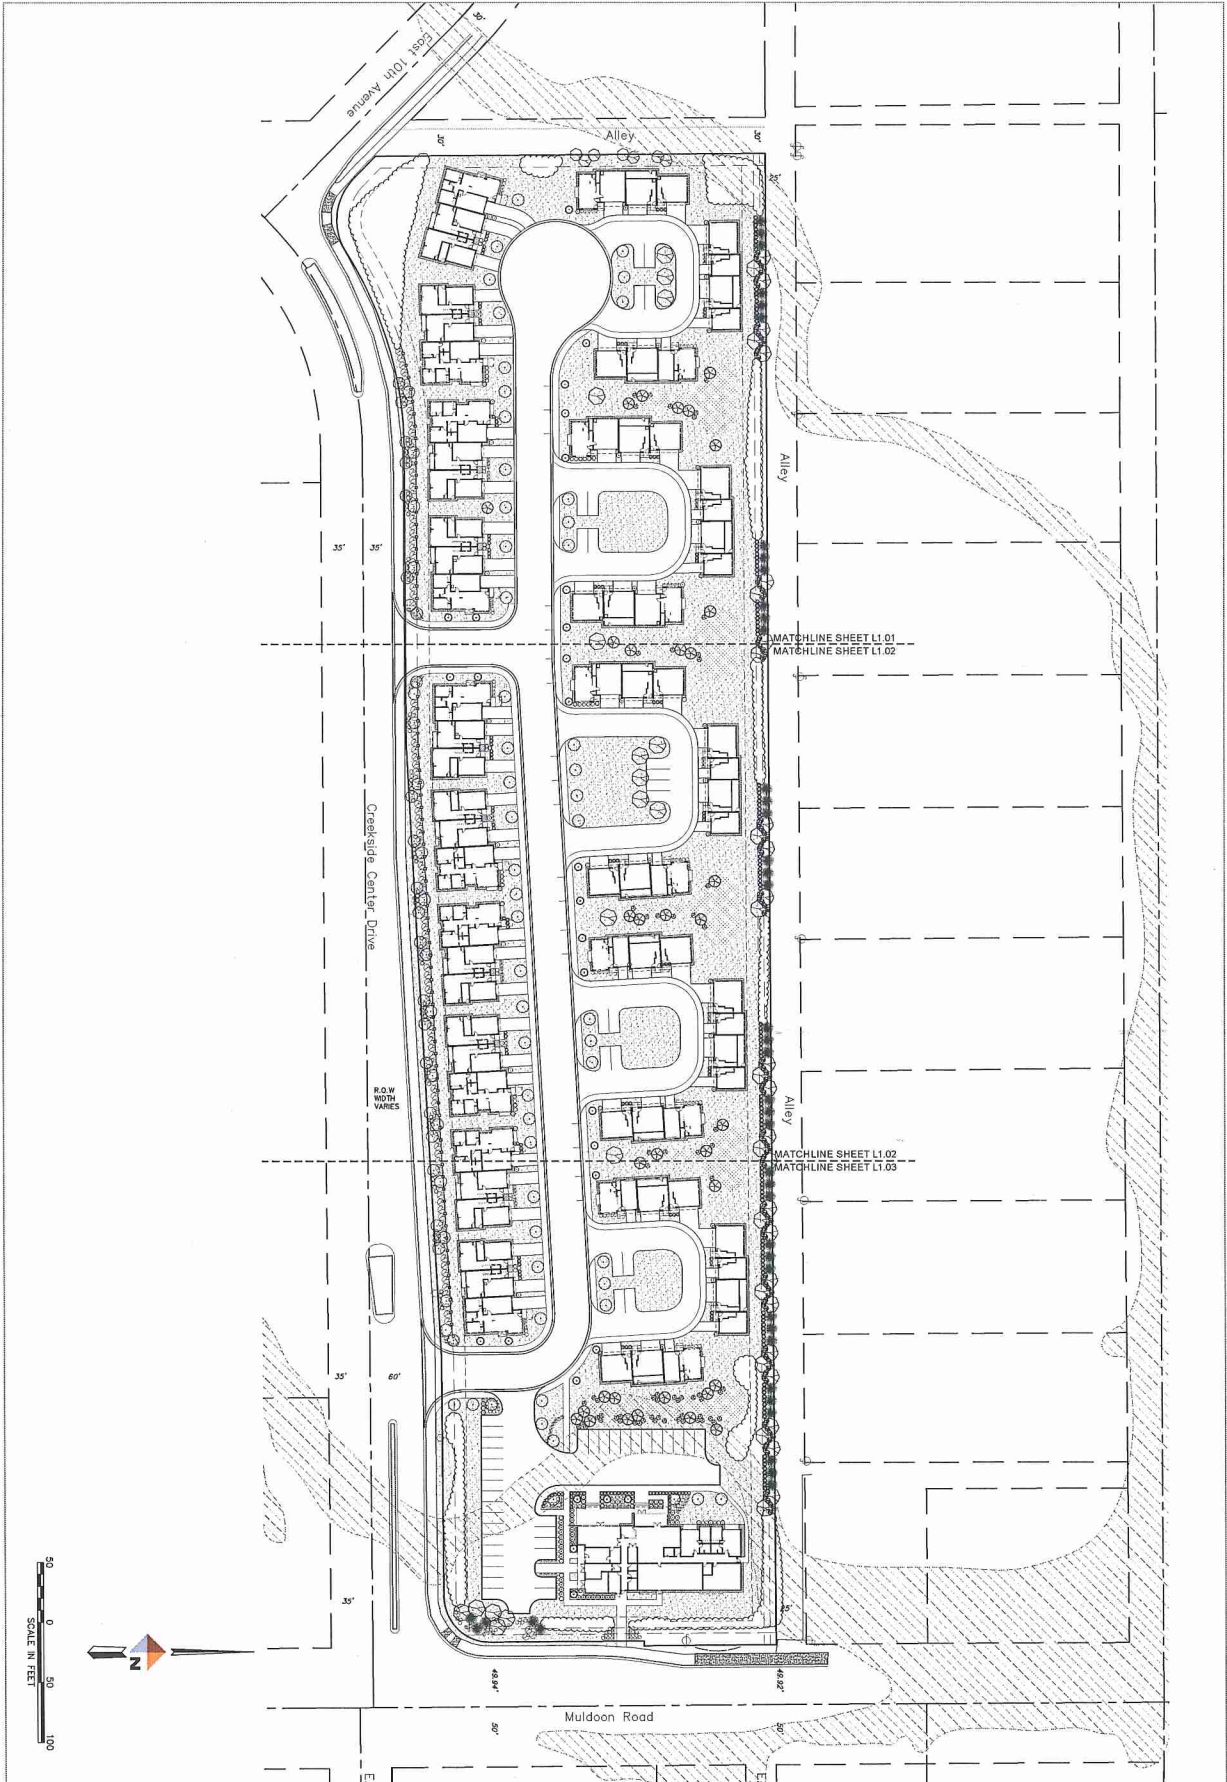 30'
East 10th Avenue
30'
Alley
30'
25'
Alley
35'
35'
MATCHLINE SHEET L1.01
MATCHLINE SHEET L1.02
Creekside Center Drive
R.O.W
WIDTH
VARIES
Alley
MATCHLINE SHEET L1.02
MATCHLINE SHEET L1.03
35'
60'
35'
25'
50
0
50
100
SCALE IN FEET
N
49.94'
49.92'
Muldoon Road
50'
50'
E
E